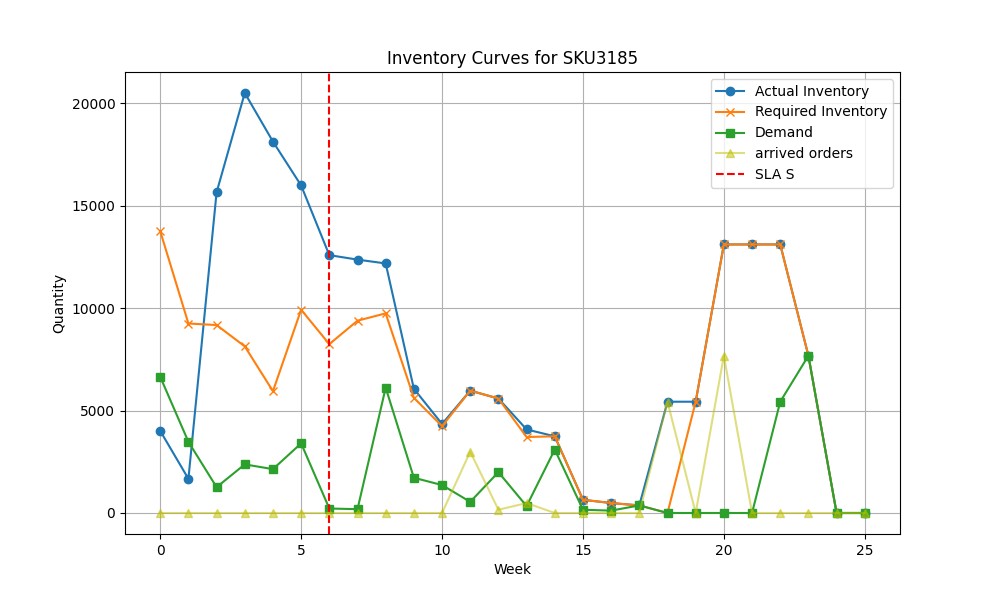 Inventory Curves for SKU3185
Actual Inventory
Required Inventory
Demand
arrived orders
SLA S
Quantity
20000
15000
10000
5000
0
0 5 10 15 20 25
Week